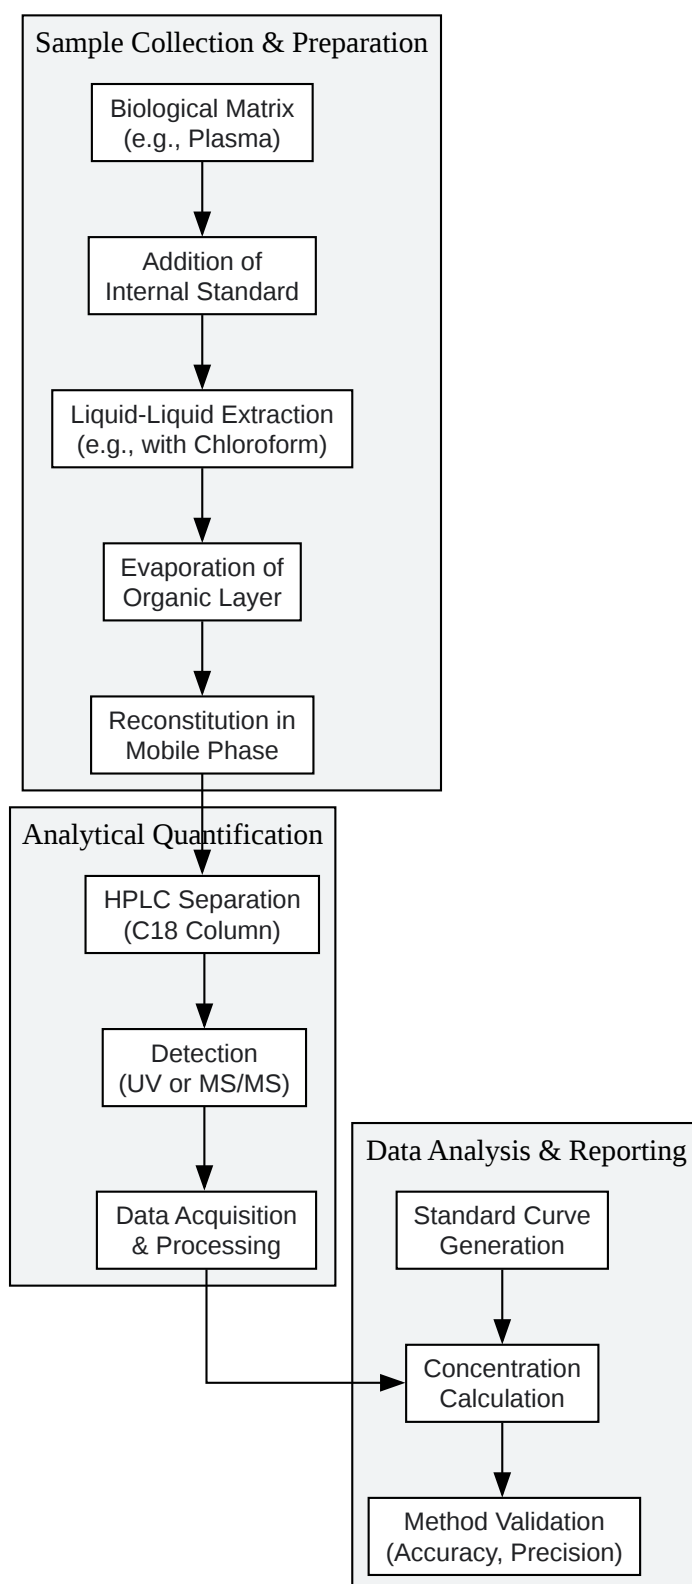 Sample Collection & Preparation
Biological Matrix
(e.g., Plasma)
Addition of
Internal Standard
Liquid-Liquid Extraction
(e.g., with Chloroform)
Evaporation of
Organic Layer
Reconstitution in
Mobile Phase
Analytical Quantification
HPLC Separation
(C18 Column)
Detection
(UV or MS/MS)
Data Acquisition
& Processing
Data Analysis & Reporting
Standard Curve
Generation
Concentration
Calculation
Method Validation
(Accuracy, Precision)